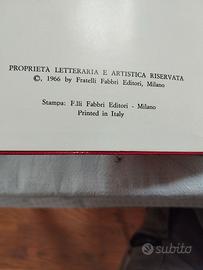 PROPRIETÀ LETTERARIA E ARTISTICA RISERVATA
©, 1966 by Fratelli Fabbri Editori, Milano
Stampa: F.lli Fabbri Editori - Milano
Printed in Italy
subito